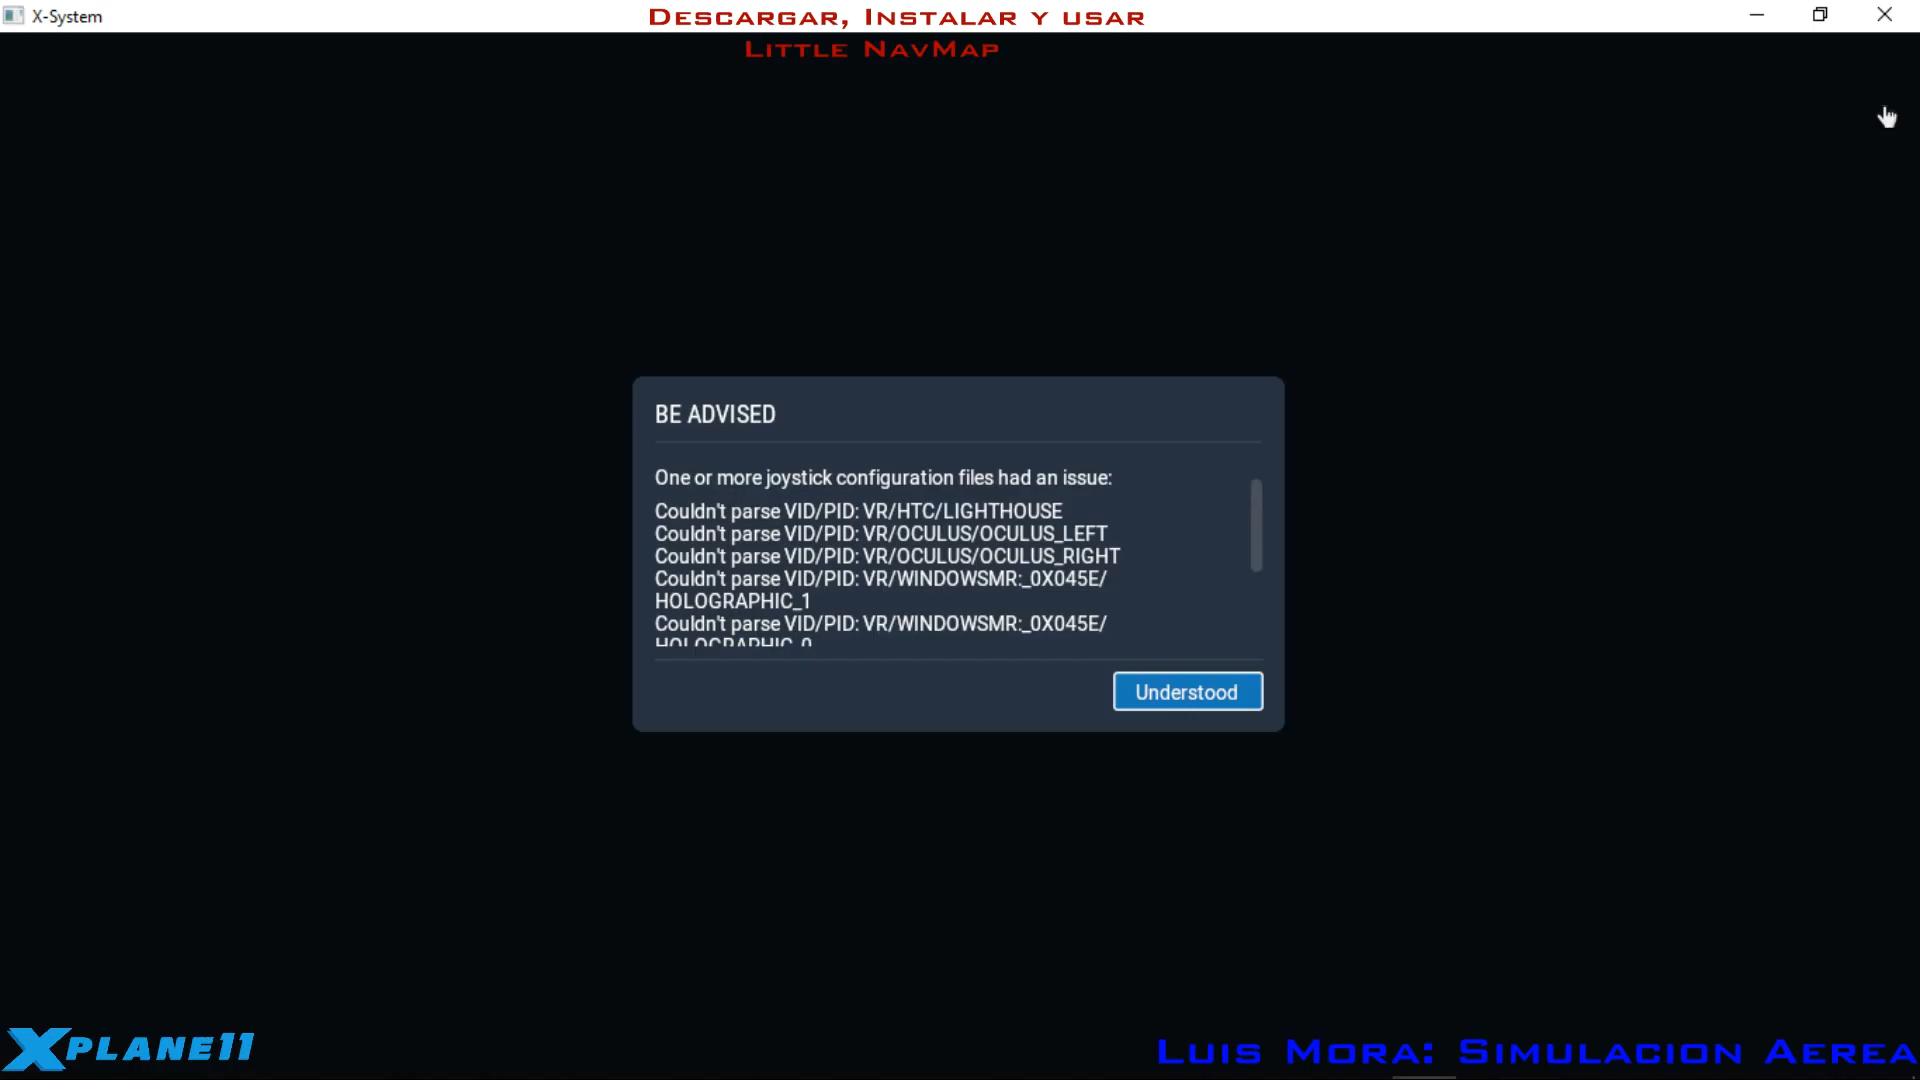 X-System
Descargar, Instalar y usar
Little NavMap
BE ADVISED
One or more joystick configuration files had an issue:
Couldn't parse VID/PID: VR/HTC/LIGHTHOUSE
Couldn't parse VID/PID: VR/OCULUS/OCULUS_LEFT
Couldn't parse VID/PID: VR/OCULUS/OCULUS_RIGHT
Couldn't parse VID/PID: VR/WINDOWSMR:_0X045E/
HOLOGRAPHIC_1
Couldn't parse VID/PID: VR/WINDOWSMR:_0X045E/
HOLOGRAPHIC_0
Understood
XPLANE11
Luis Mora: Simulacion Aerea